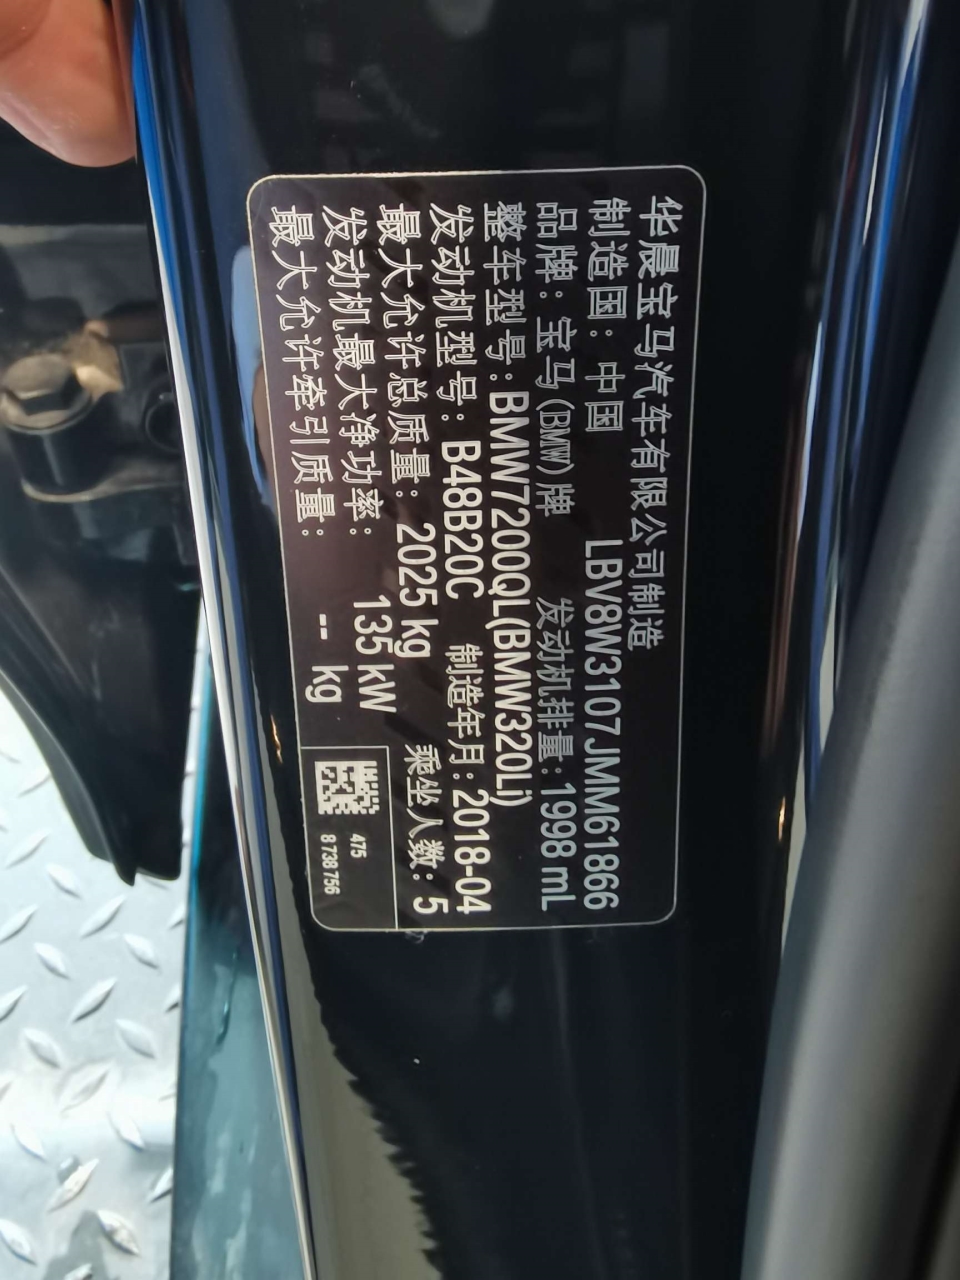 华晨宝马汽车有限公司制造
制造国：中国 LBV8W3107JMM61866
品牌：宝马(BMW)牌 发动机排量：1998 mL
整车型号：BMW7200QL(BMW320Li)
发动机型号：B48B20C 制造年月：2018-04
最大允许总质量：2025 kg 乘坐人数：5
发动机最大净功率： 135 kW
最大允许牵引质量： -- kg
475
8 738 756